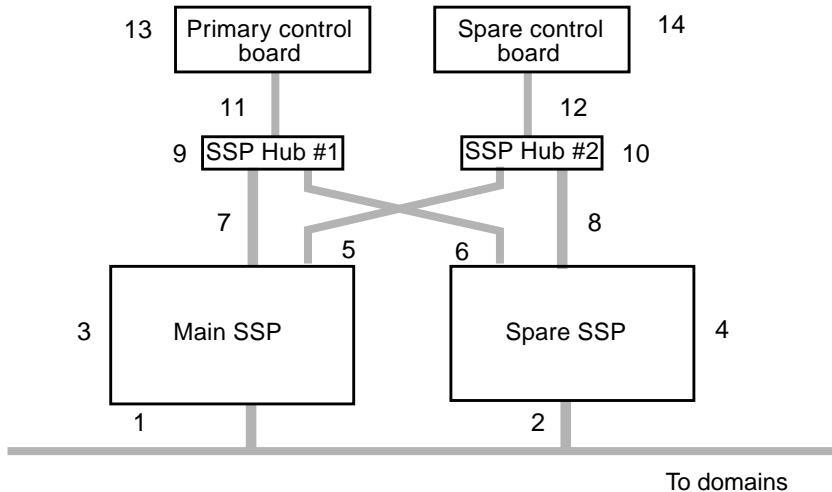 13
Primary control
board
Spare control
board
14
11
12
9
SSP Hub #1
SSP Hub #2
10
7
5
6
8
3
Main SSP
Spare SSP
4
1
2
To domains